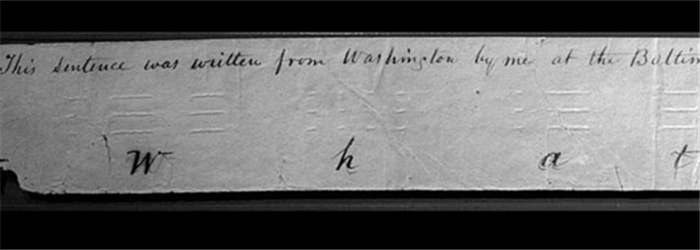 This sentence was written from Washington by me at the Baltim
W h a t